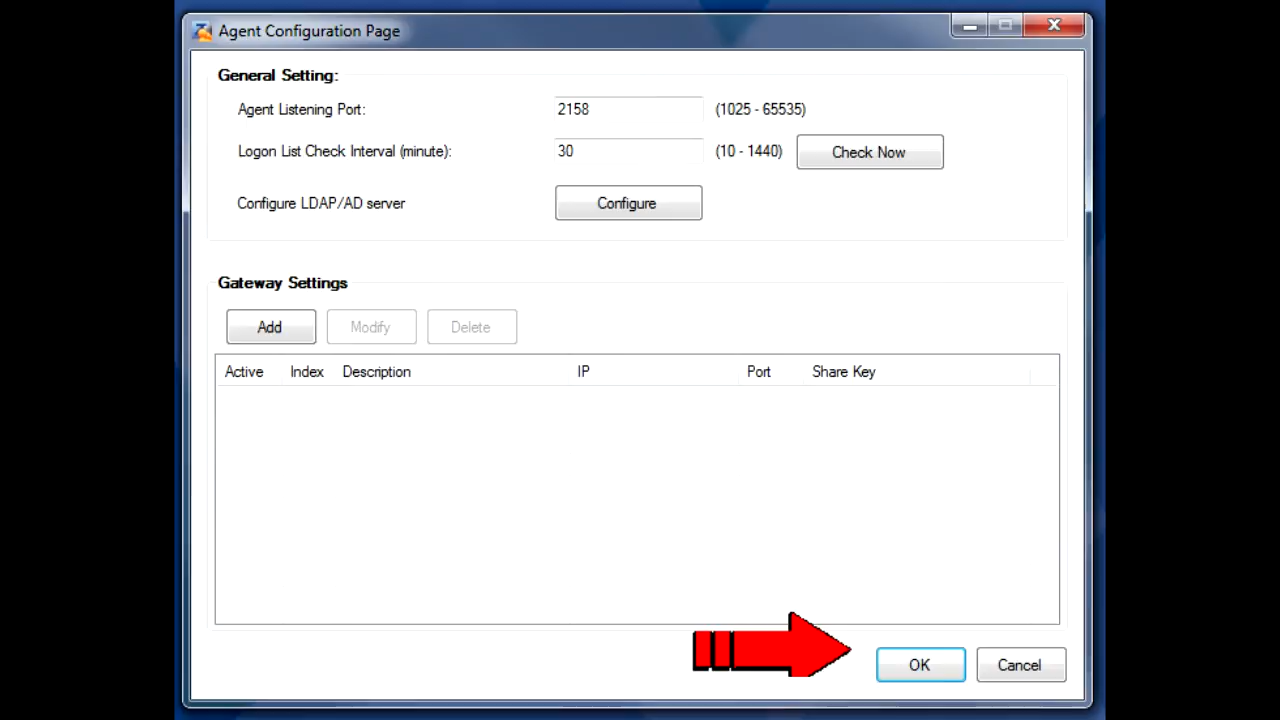 Agent Configuration Page
General Setting:
Agent Listening Port: 2158 (1025 - 65535)
Logon List Check Interval (minute): 30 (10 - 1440) Check Now
Configure LDAP/AD server Configure
Gateway Settings
Add Modify Delete
Active Index Description IP Port Share Key
OK Cancel